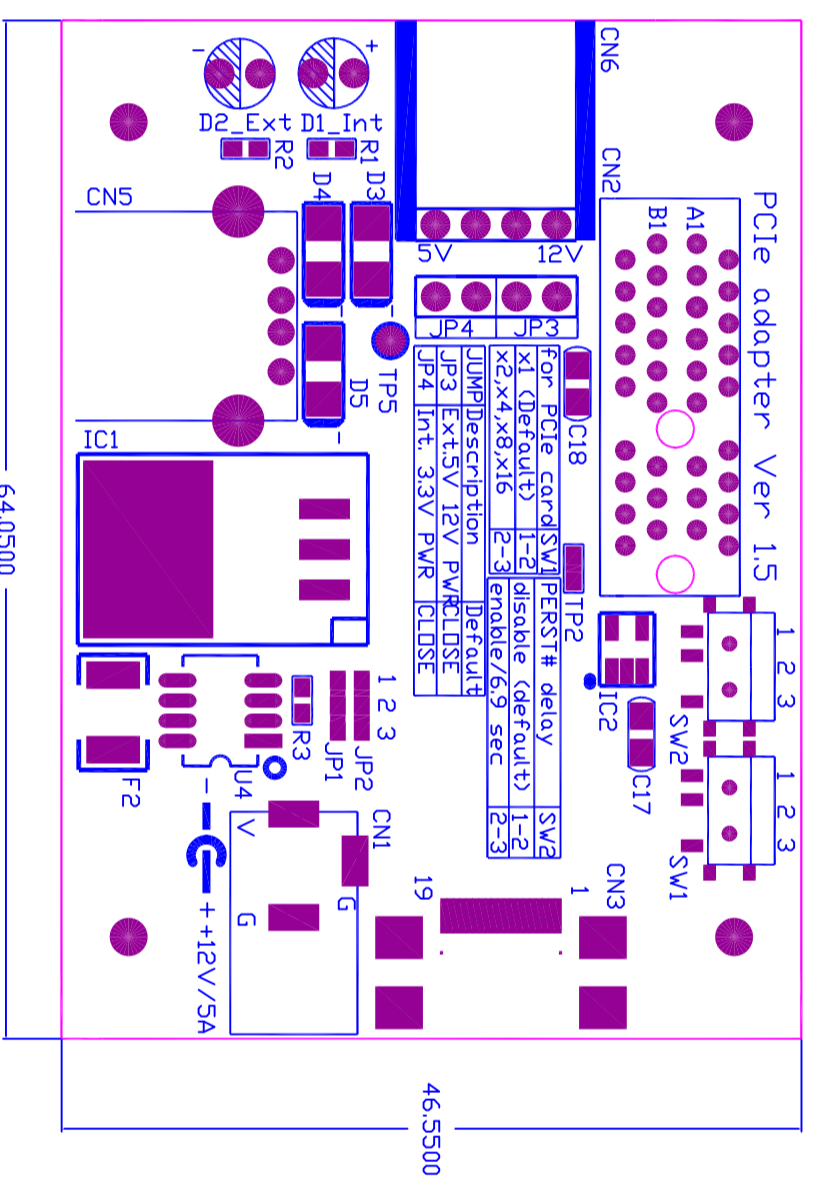 CN6
-
+
D2_Ext
D1_Int
R2
R1
D4
D3
CN5
CN2
5V
12V
B1
A1
PCIe adapter Ver 1.5
JP4
JP3
-
-
TP5
D5
-
C18
IC1
for PCIe card SW1
x1 (Default) 1-2
x2,x4,x8,x16 2-3
PERST# delay SW2
disable (default) 1-2
enable/6.9 sec 2-3
JUMP Description Default
JP3 Ext.5V 12V PWR CLOSE
JP4 Int. 3.3V PWR CLOSE
TP2
64.0500
1 2 3
JP1
JP2
R3
F2
U4
IC2
C17
SW2
1 2 3
SW1
1 2 3
- + +12V/5A
CN1
V
G
G
19
1
CN3
46.5500